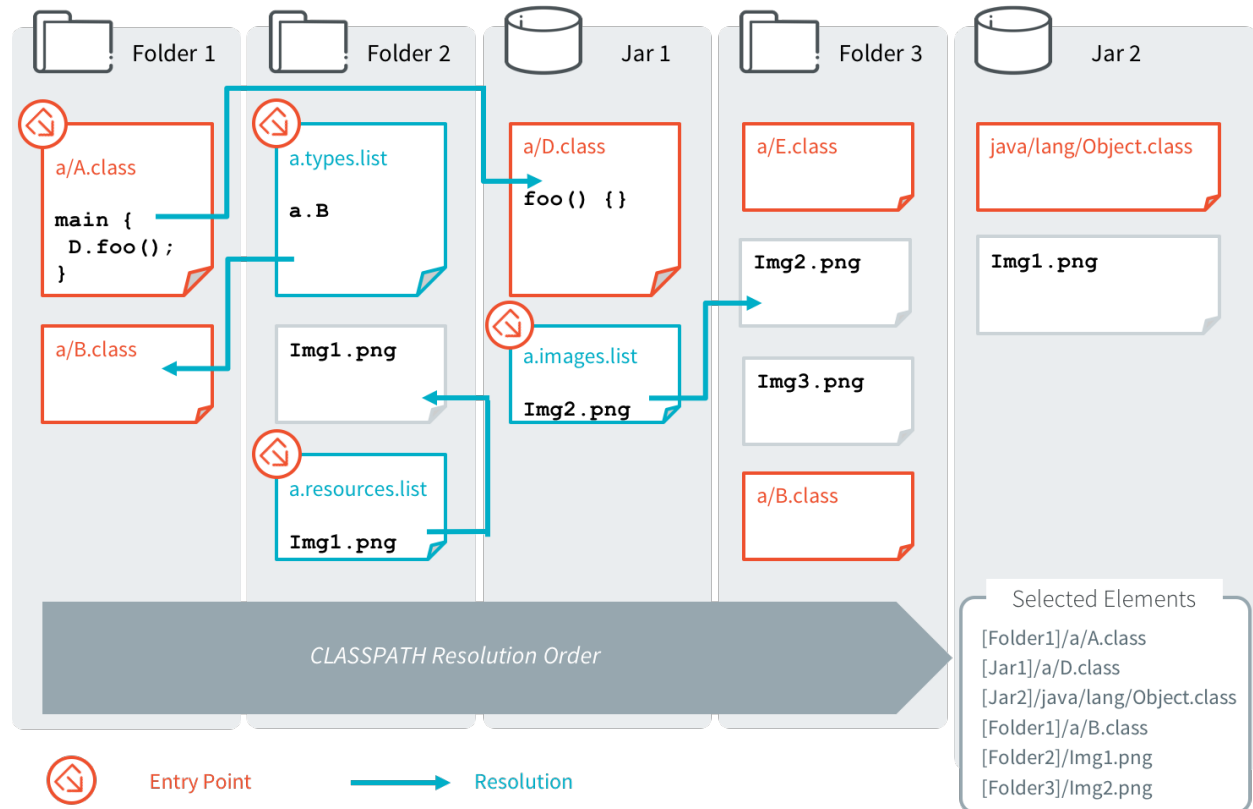 Folder 1
Folder 2
Jar 1
Folder 3
Jar 2
a/A.class
main {
D.foo();
}
a/B.class
a.types.list
a.B
Img1.png
a.resources.list
Img1.png
a/D.class
foo() {}
a.images.list
Img2.png
a/E.class
Img2.png
Img3.png
a/B.class
java/lang/Object.class
Img1.png
CLASSPATH Resolution Order
Selected Elements
[Folder1]/a/A.class
[Jar1]/a/D.class
[Jar2]/java/lang/Object.class
[Folder1]/a/B.class
[Folder2]/Img1.png
[Folder3]/Img2.png
Entry Point
Resolution